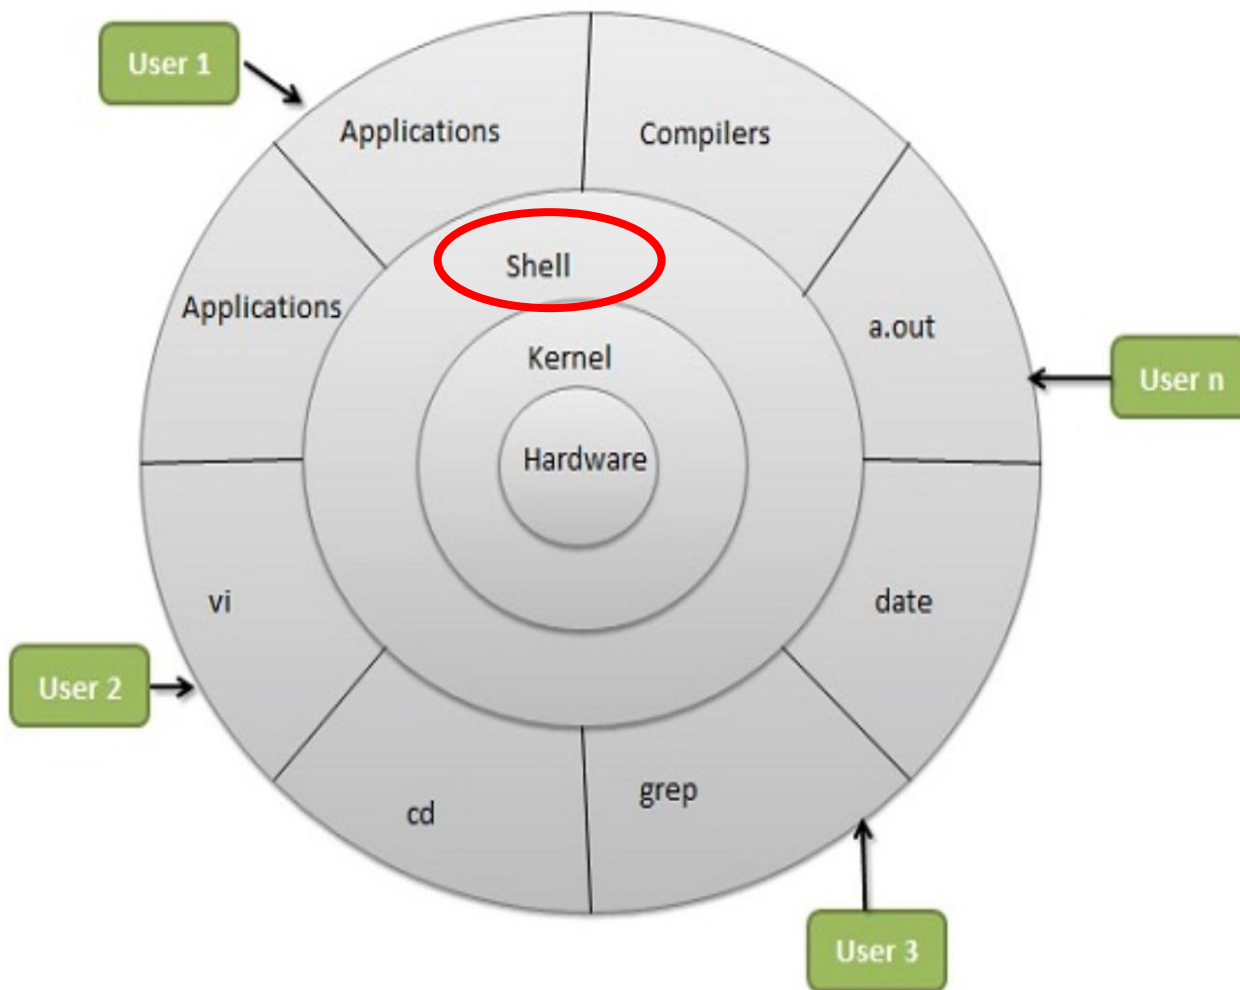 User 1
Applications
Compilers
Shell
Applications
a.out
Kernel
User n
Hardware
vi
date
User 2
cd
grep
User 3